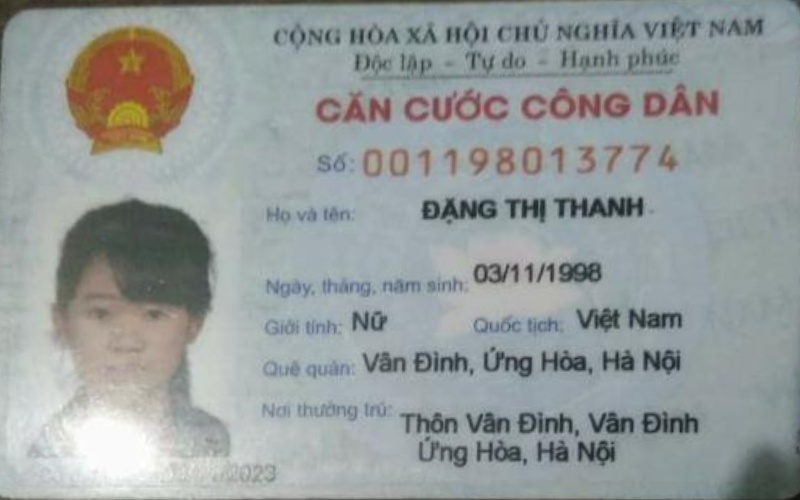 CỘNG HÒA XÃ HỘI CHỦ NGHĨA VIỆT NAM
Độc lập - Tự do - Hạnh phúc
CĂN CƯỚC CÔNG DÂN
Số: 001198013774
Họ và tên: ĐẶNG THỊ THANH
Ngày, tháng, năm sinh: 03/11/1998
Giới tính: Nữ Quốc tịch: Việt Nam
Quê quán: Vân Đình, Ứng Hòa, Hà Nội
Nơi thường trú: Thôn Vân Đình, Vân Đình
Ứng Hòa, Hà Nội
2023